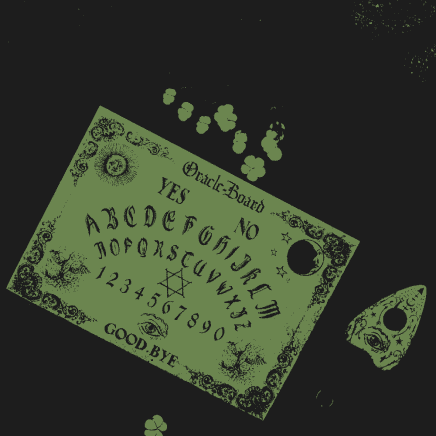 Oracle-Board
YES NO
ABCDEFGHIJKLM
NOPQRSTUVWXYZ
1234567890
GOOD BYE